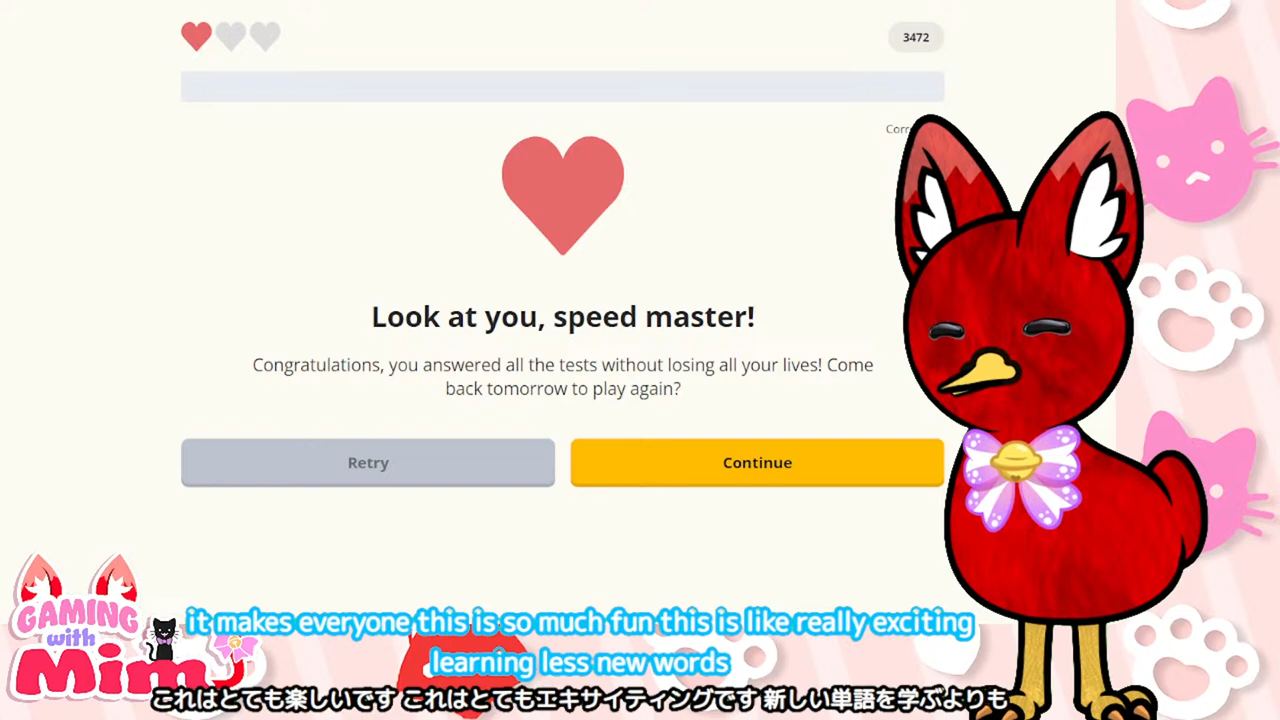 3472
Look at you, speed master!
Congratulations, you answered all the tests without losing all your lives! Come
back tomorrow to play again?
Retry
Continue
GAMING
with
Mim
it makes everyone this is so much fun this is like really exciting
learning less new words
これはとても楽しいです これはとてもエキサイティングです 新しい単語を学ぶよりも